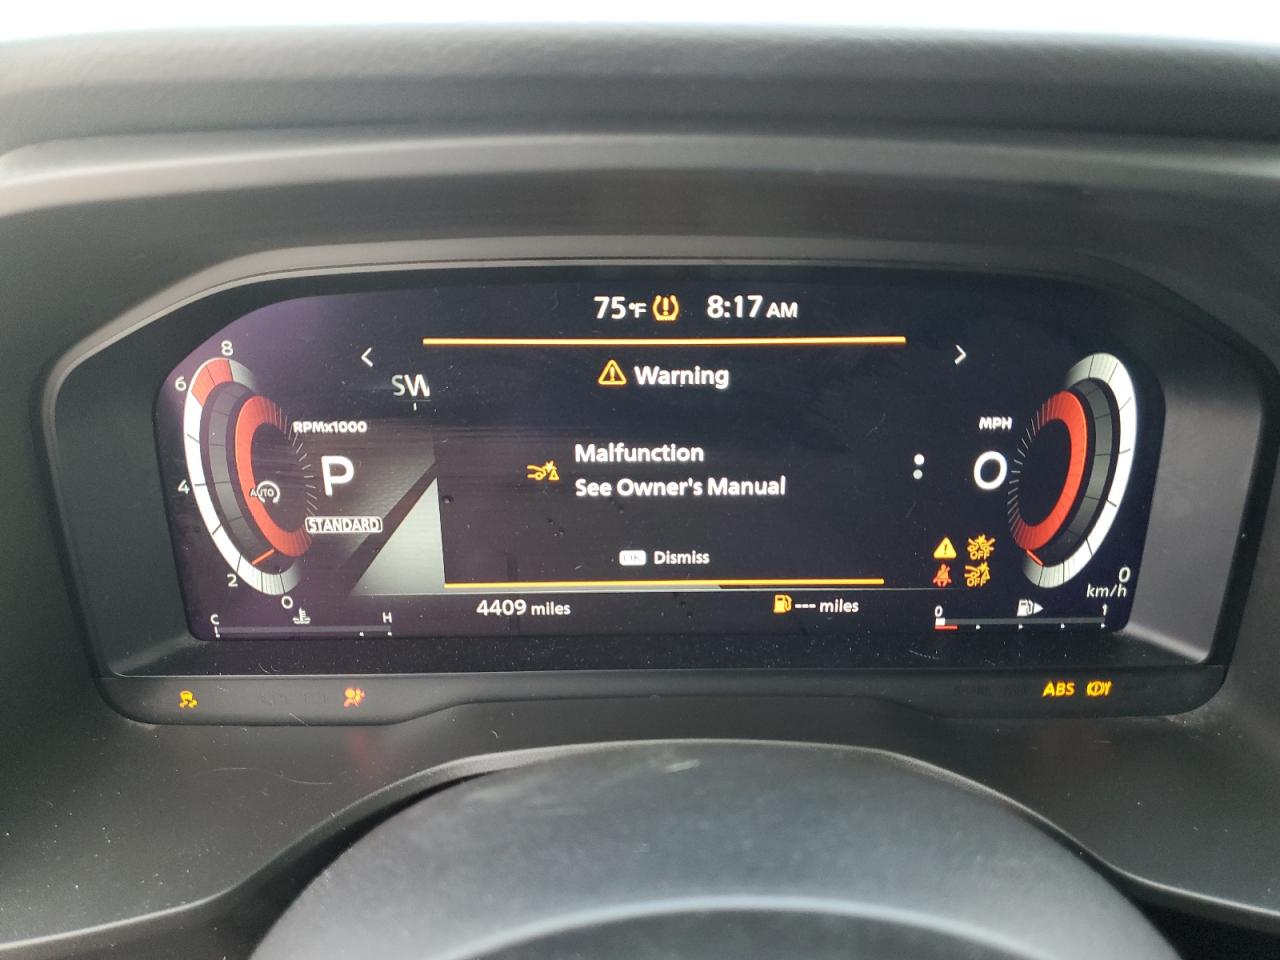 75°F 8:17 AM
Warning
SW
Malfunction
See Owner's Manual
OK Dismiss
4409 miles
--- miles
8
6
4
2
0
RPMx1000
P
AUTO
STANDARD
C H
MPH
0
OFF
OFF
0
km/h
0 1
ABS